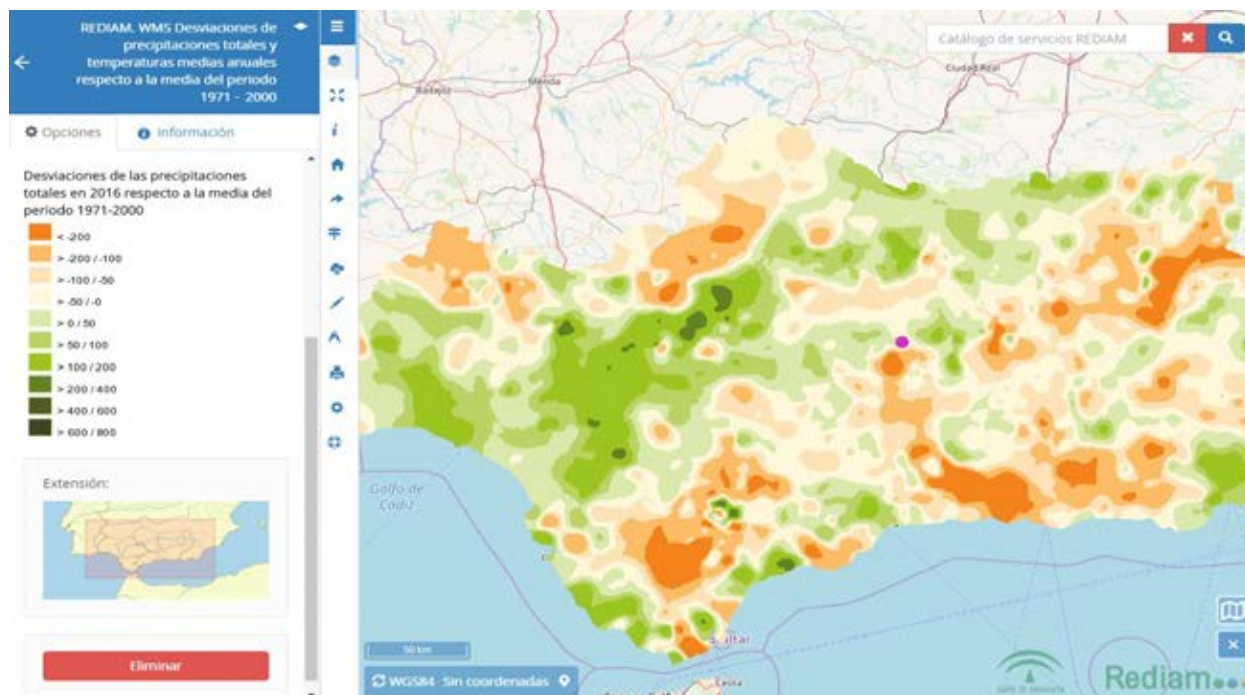 REDIAM. WMS Desviaciones de
precipitaciones totales y
temperaturas medias anuales
respecto a la media del periodo
1971 - 2000
Opciones
Información
Desviaciones de las precipitaciones
totales en 2016 respecto a la media del
periodo 1971-2000
< -200
> -200 / -100
> -100 / -50
> -50 / -0
> 0 / 50
> 50 / 100
> 100 / 200
> 200 / 400
> 400 / 600
> 600 / 800
Extensión:
Eliminar
Catálogo de servicios REDIAM
Ciudad Real
Mérida
Badajoz
Golfo de
Cádiz
50 km
WGS84 Sin coordenadas
Ceuta
Rediam